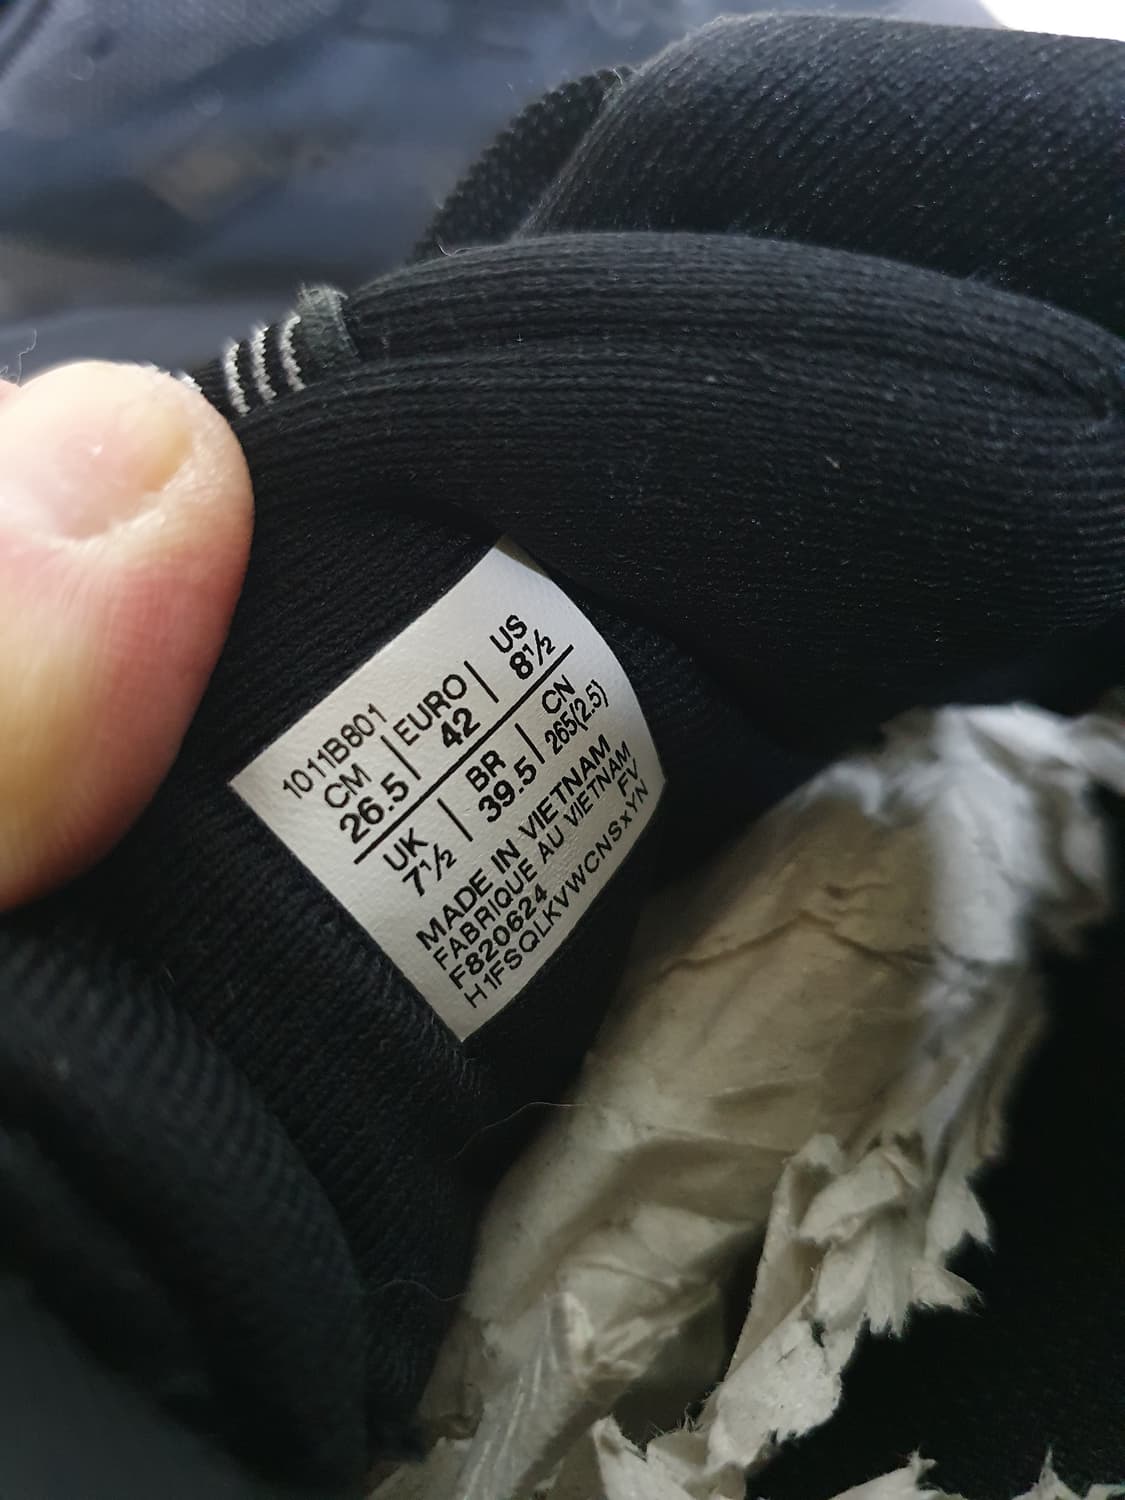 1011B801
CM | EURO | US
26.5 | 42 | 8½
UK | BR | CN
7½ | 39.5 | 265(2.5)
MADE IN VIETNAM
FABRIQUE AU VIETNAM
F820624 FV
H1FSQLKVWCNSxYN